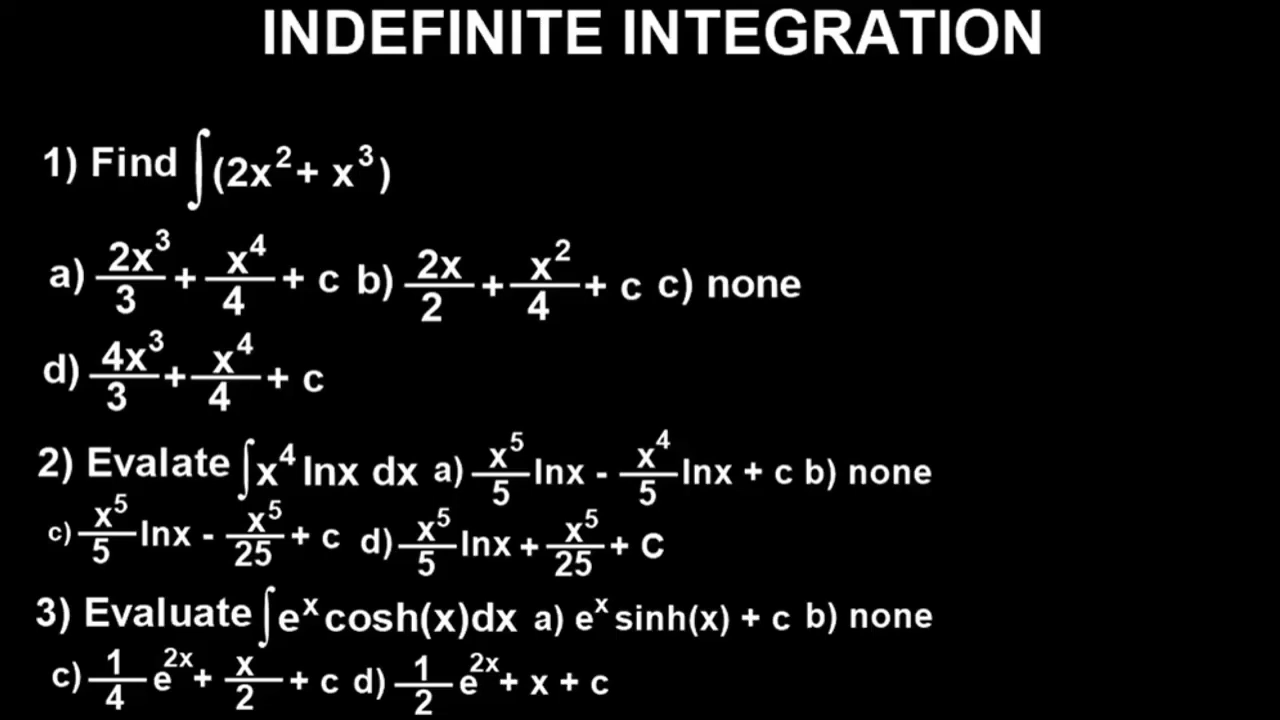 INDEFINITE INTEGRATION
1) Find ∫(2x² + x³)
a) 2x³/3 + x⁴/4 + c b) 2x/2 + x²/4 + c c) none
d) 4x³/3 + x⁴/4 + c
2) Evalate ∫x⁴ lnx dx a) x⁵/5 lnx - x⁴/5 lnx + c b) none
c) x⁵/5 lnx - x⁵/25 + c d) x⁵/5 lnx + x⁵/25 + C
3) Evaluate ∫eˣ cosh(x)dx a) eˣ sinh(x) + c b) none
c) 1/4 e²ˣ + x/2 + c d) 1/2 e²ˣ + x + c